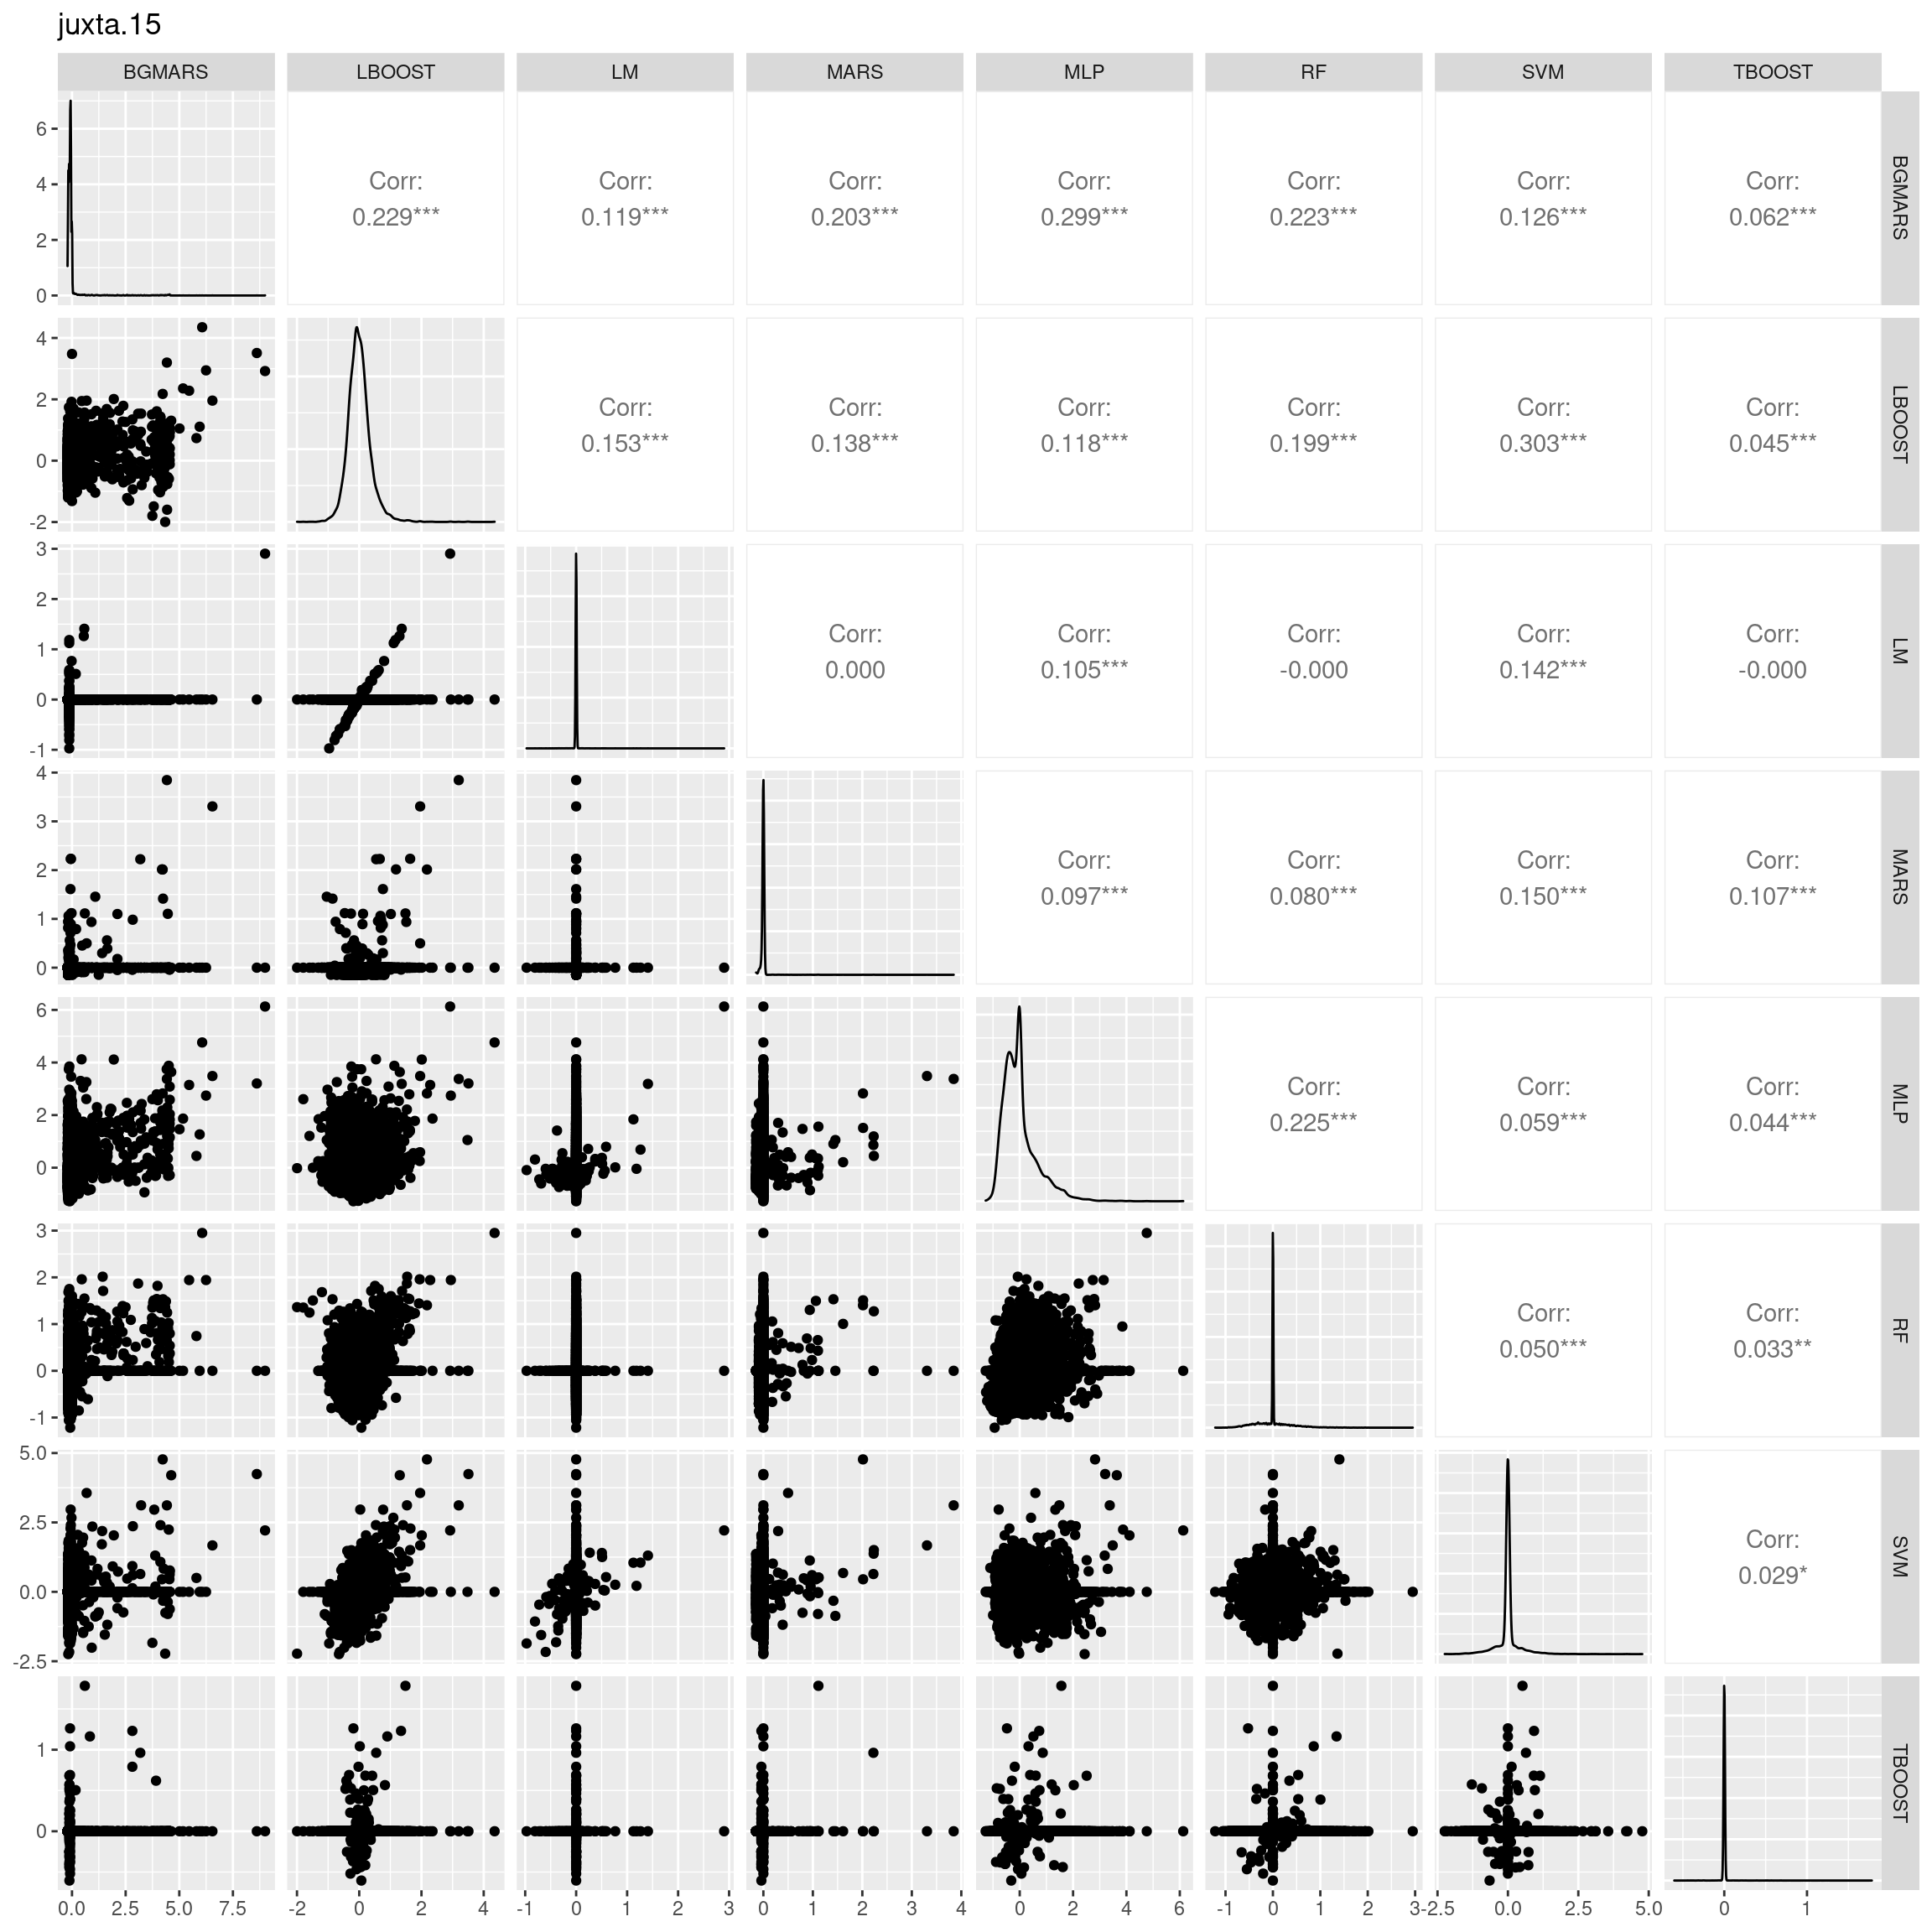 juxta.15
BGMARS LBOOST LM MARS MLP RF SVM TBOOST
6
4
2
0
Corr: Corr: Corr: Corr: Corr: Corr: Corr:
0.229*** 0.119*** 0.203*** 0.299*** 0.223*** 0.126*** 0.062***
BGMARS
4
2
0
-2
Corr: Corr: Corr: Corr: Corr: Corr:
0.153*** 0.138*** 0.118*** 0.199*** 0.303*** 0.045***
LBOOST
3
2
1
0
-1
Corr: Corr: Corr: Corr: Corr:
0.000 0.105*** -0.000 0.142*** -0.000
LM
4
3
2
1
0
Corr: Corr: Corr: Corr:
0.097*** 0.080*** 0.150*** 0.107***
MARS
6
4
2
0
Corr: Corr: Corr:
0.225*** 0.059*** 0.044***
MLP
3
2
1
0
-1
Corr: Corr:
0.050*** 0.033**
RF
5.0
2.5
0.0
-2.5
Corr:
0.029*
SVM
1
0
TBOOST
0.0 2.5 5.0 7.5 -2 0 2 4 -1 0 1 2 3 0 1 2 3 4 0 2 4 6 -1 0 1 2 3 -2.5 0.0 2.5 5.0 0 1